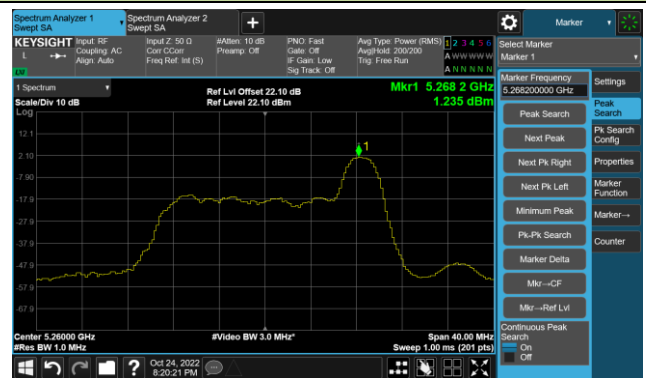 Spectrum Analyzer 1
Swept SA
Spectrum Analyzer 2
Swept SA
+
Marker
KEYSIGHT
L
LXI
Input: RF
Coupling: AC
Align: Auto
Input Z: 50 Ω
Corr CCorr
Freq Ref: Int (S)
#Atten: 10 dB
Preamp: Off
PNO: Fast
Gate: Off
IF Gain: Low
Sig Track: Off
Avg Type: Power (RMS)
Avg|Hold: 200/200
Trig: Free Run
1 2 3 4 5 6
A W W W W W
A N N N N N
Select Marker
Marker 1
1 Spectrum
Scale/Div 10 dB
Log
Ref Lvl Offset 22.10 dB
Ref Level 22.10 dBm
Mkr1 5.268 2 GHz
1.235 dBm
12.1
2.10
-7.90
-17.9
-27.9
-37.9
-47.9
-57.9
-67.9
1
Center 5.26000 GHz
#Res BW 1.0 MHz
#Video BW 3.0 MHz*
Span 40.00 MHz
Sweep 1.00 ms (201 pts)
Marker Frequency
5.268200000 GHz
Peak Search
Next Peak
Next Pk Right
Next Pk Left
Minimum Peak
Pk-Pk Search
Marker Delta
Mkr→CF
Mkr→Ref Lvl
Continuous Peak
Search
On
Off
Settings
Peak
Search
Pk Search
Config
Properties
Marker
Function
Marker→
Counter
?
Oct 24, 2022
8:20:21 PM